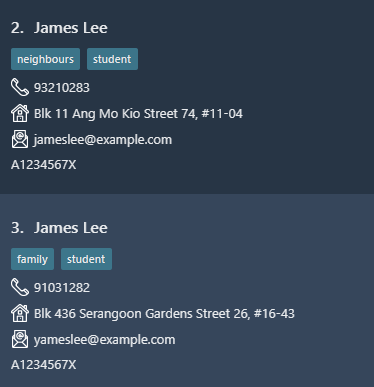 2. James Lee
neighbours student
93210283
Blk 11 Ang Mo Kio Street 74, #11-04
jameslee@example.com
A1234567X
3. James Lee
family student
91031282
Blk 436 Serangoon Gardens Street 26, #16-43
yameslee@example.com
A1234567X